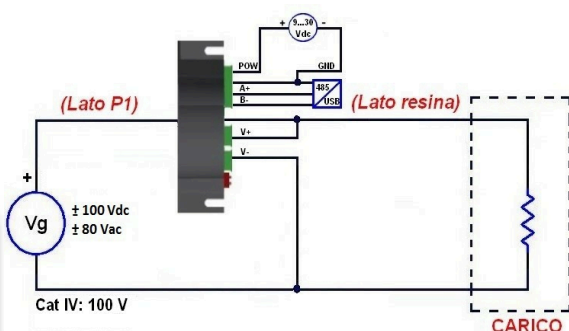 + 9...30 -
Vdc
POW
GND
A+
485
B-
USB
(Lato P1)
(Lato resina)
V+
V-
+
Vg
± 100 Vdc
± 80 Vac
Cat IV: 100 V
CARICO